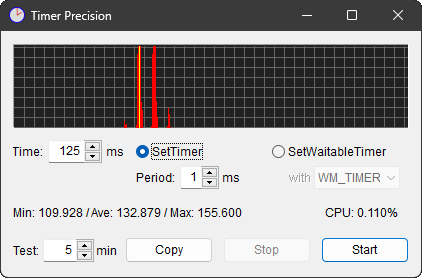 Timer Precision
Time: 125 ms SetTimer SetWaitableTimer
Period: 1 ms with WM_TIMER
Min: 109.928 / Ave: 132.879 / Max: 155.600 CPU: 0.110%
Test: 5 min Copy Stop Start